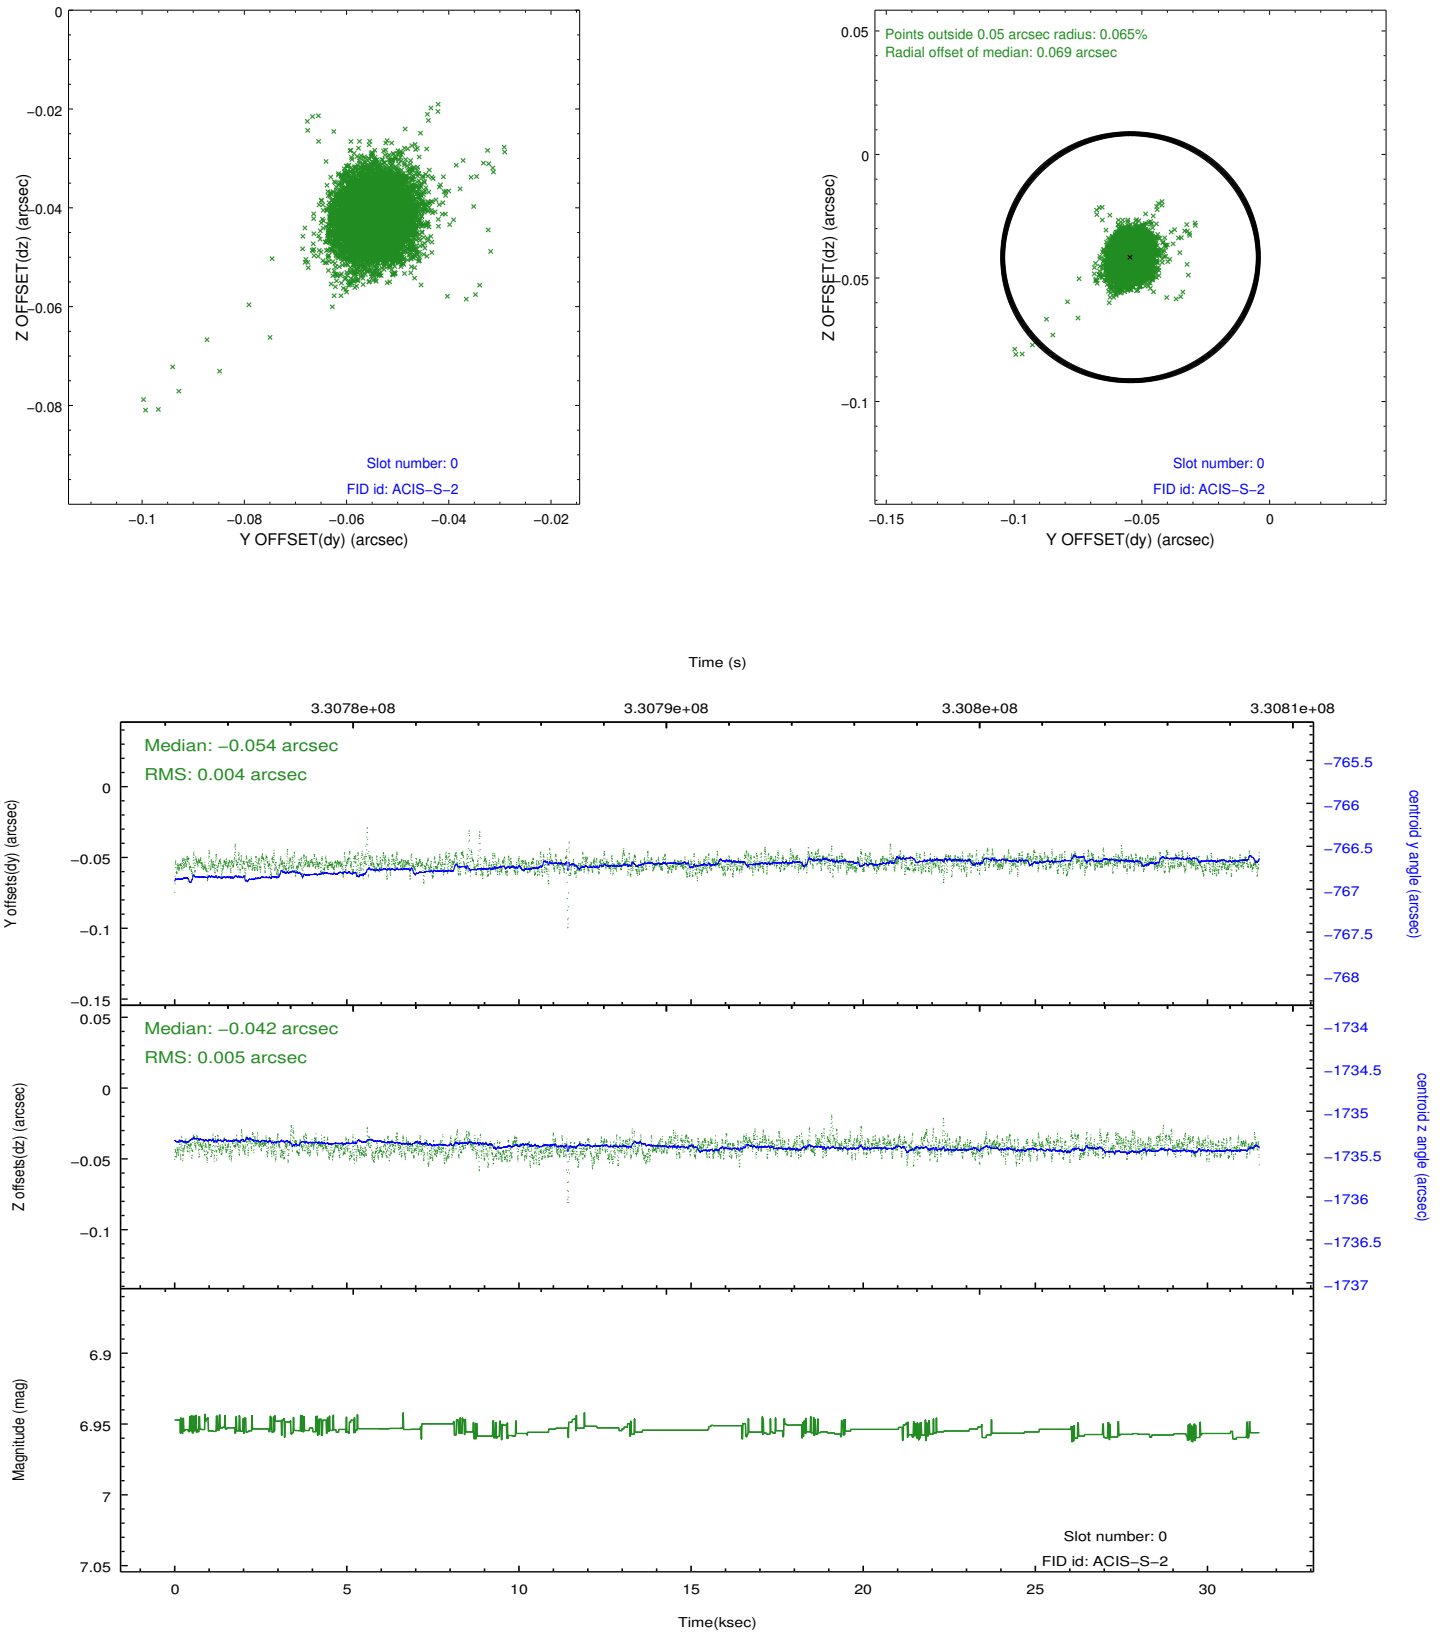 0
−0.02
−0.04
−0.06
−0.08
Z OFFSET(dz) (arcsec)
Slot number: 0
FID id: ACIS−S−2
−0.1
−0.08
−0.06
−0.04
−0.02
Y OFFSET(dy) (arcsec)
0.05
0
−0.05
−0.1
Z OFFSET(dz) (arcsec)
Points outside 0.05 arcsec radius: 0.065%
Radial offset of median: 0.069 arcsec
Slot number: 0
FID id: ACIS−S−2
−0.15
−0.1
−0.05
0
Y OFFSET(dy) (arcsec)
Time (s)
3.3078e+08
3.3079e+08
3.308e+08
3.3081e+08
Median: −0.054 arcsec
RMS: 0.004 arcsec
0
−0.05
−0.1
−0.15
Y offsets(dy) (arcsec)
−765.5
−766
−766.5
−767
−767.5
−768
centroid y angle (arcsec)
Median: −0.042 arcsec
RMS: 0.005 arcsec
0.05
0
−0.05
−0.1
Z offsets(dz) (arcsec)
−1734
−1734.5
−1735
−1735.5
−1736
−1736.5
−1737
centroid z angle (arcsec)
6.9
6.95
7
7.05
Magnitude (mag)
Slot number: 0
FID id: ACIS−S−2
0
5
10
15
20
25
30
Time(ksec)